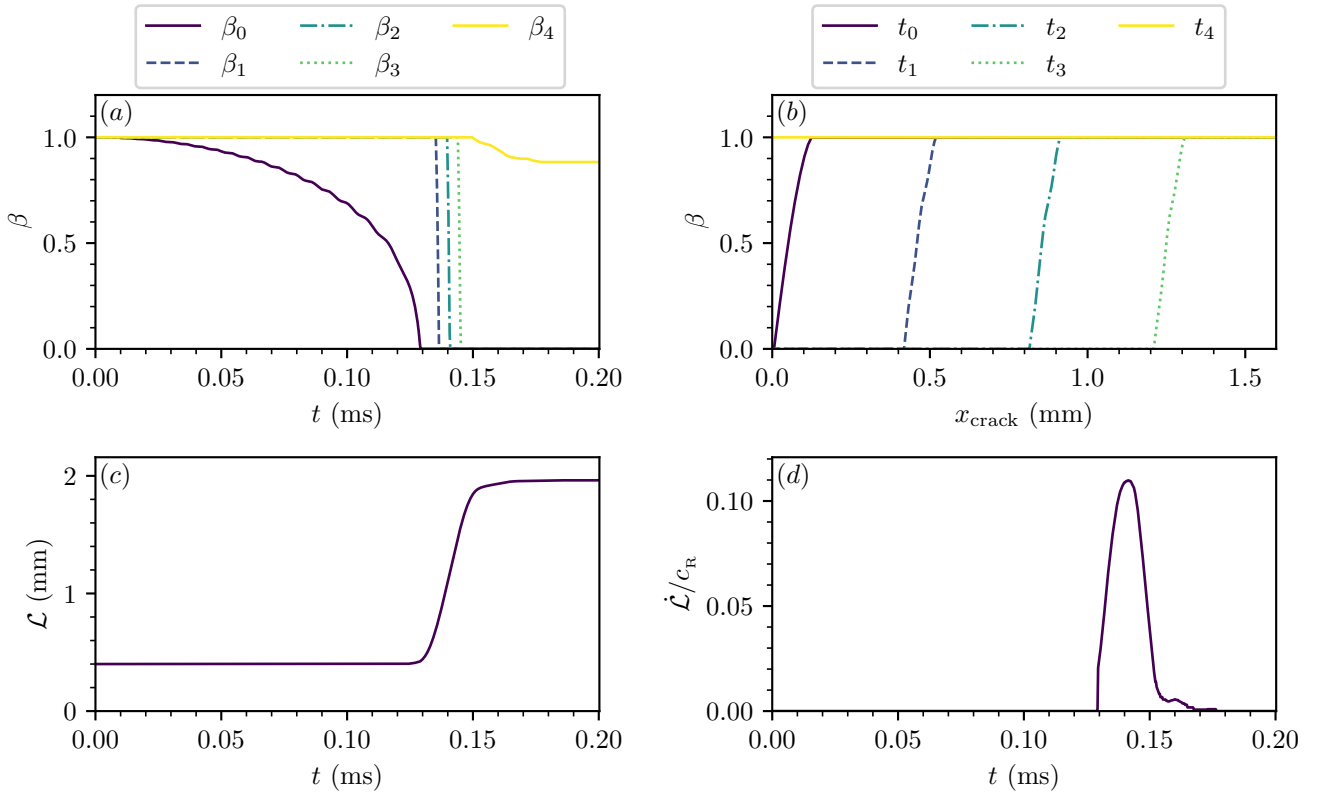 β₀ β₂ β₄
β₁ β₃
t₀ t₂ t₄
t₁ t₃
(a)
1.0
0.5
0.0
β
0.00 0.05 0.10 0.15 0.20
t (ms)
(b)
1.0
0.5
0.0
β
0.0 0.5 1.0 1.5
x_crack (mm)
(c)
2
1
0
ℒ (mm)
0.00 0.05 0.10 0.15 0.20
t (ms)
(d)
0.10
0.05
0.00
ℒ̇/c_R
0.00 0.05 0.10 0.15 0.20
t (ms)